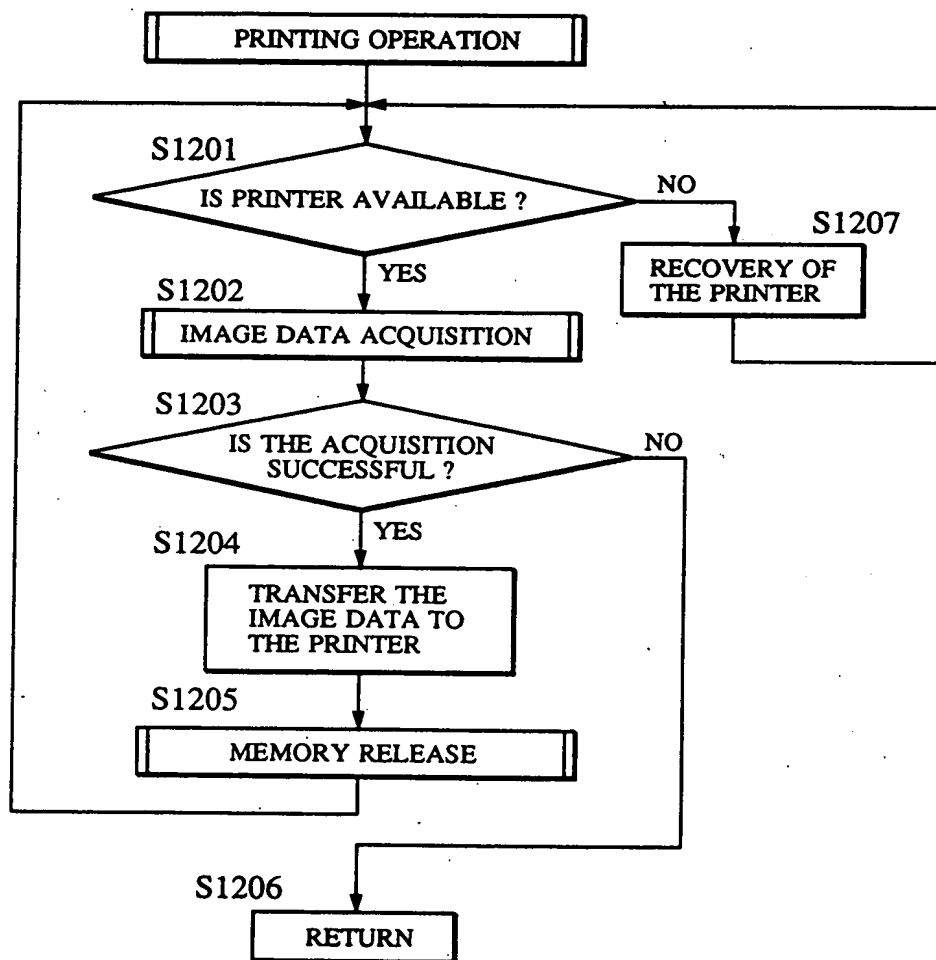 PRINTING OPERATION
S1201
IS PRINTER AVAILABLE ?
NO
S1207
RECOVERY OF
THE PRINTER
YES
S1202
IMAGE DATA ACQUISITION
S1203
IS THE ACQUISITION
SUCCESSFUL ?
NO
YES
S1204
TRANSFER THE
IMAGE DATA TO
THE PRINTER
S1205
MEMORY RELEASE
S1206
RETURN